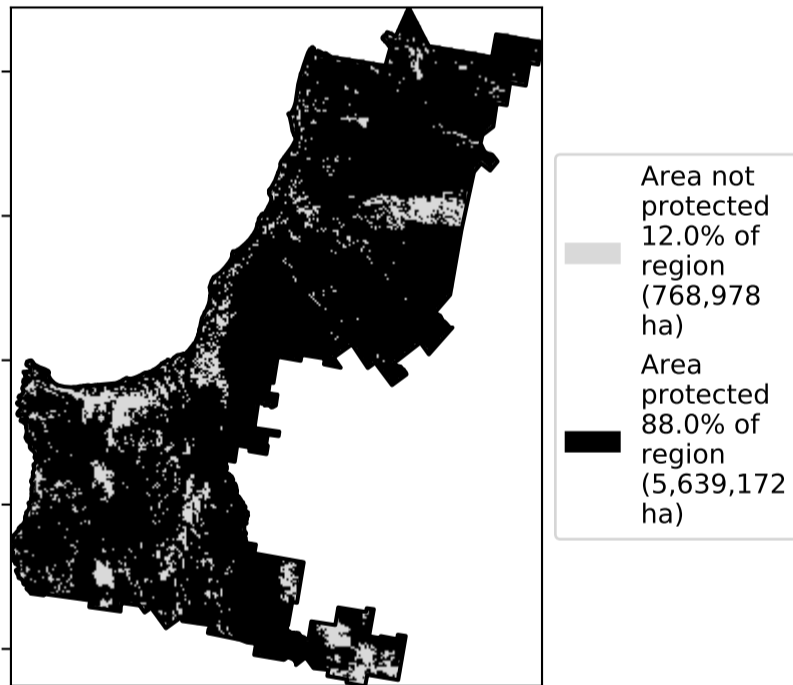 Area not
protected
12.0% of
region
(768,978
ha)
Area
protected
88.0% of
region
(5,639,172
ha)